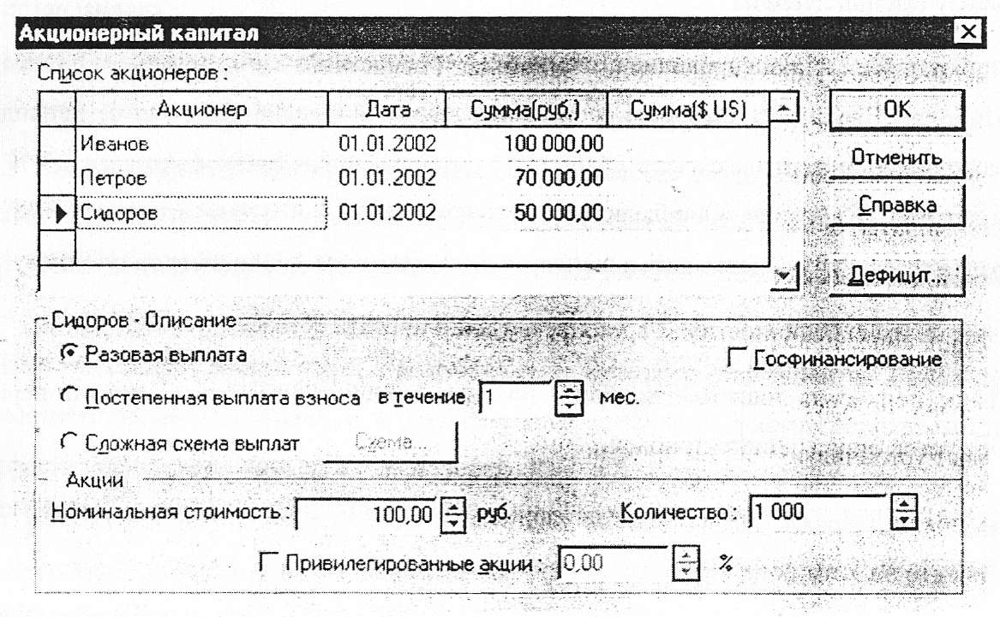 Акционерный капитал
Список акционеров :
Акционер Дата Сумма(руб.) Сумма($ US)
Иванов 01.01.2002 100 000,00
Петров 01.01.2002 70 000,00
Сидоров 01.01.2002 50 000,00
OK
Отменить
Справка
Дефицит...
Сидоров - Описание
Разовая выплата
Госфинансирование
Постепенная выплата взноса в течение 1 мес.
Сложная схема выплат Схема...
Акции
Номинальная стоимость : 100,00 руб. Количество : 1 000
Привилегированные акции : 0,00 %